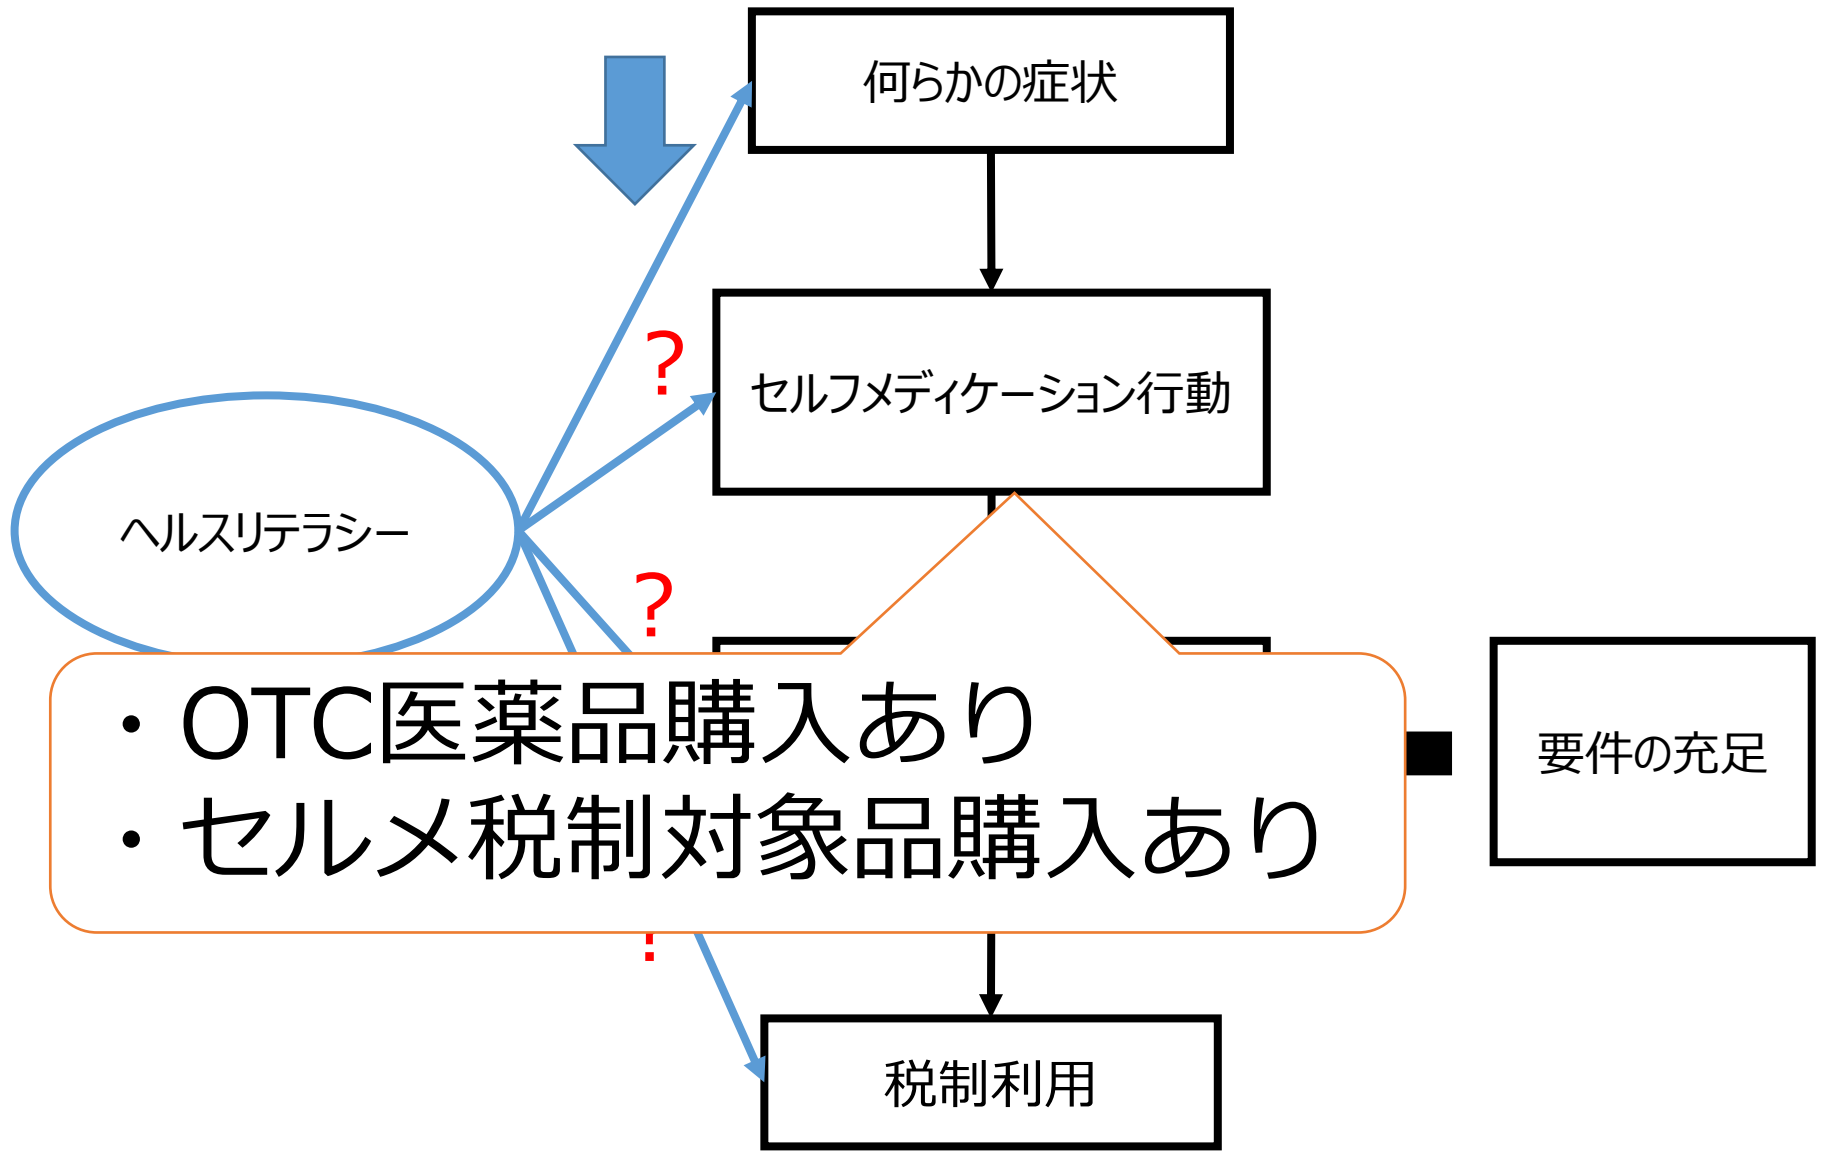 何らかの症状
?
セルフメディケーション行動
ヘルスリテラシー
?
・OTC医薬品購入あり
・セルメ税制対象品購入あり
要件の充足
税制利用